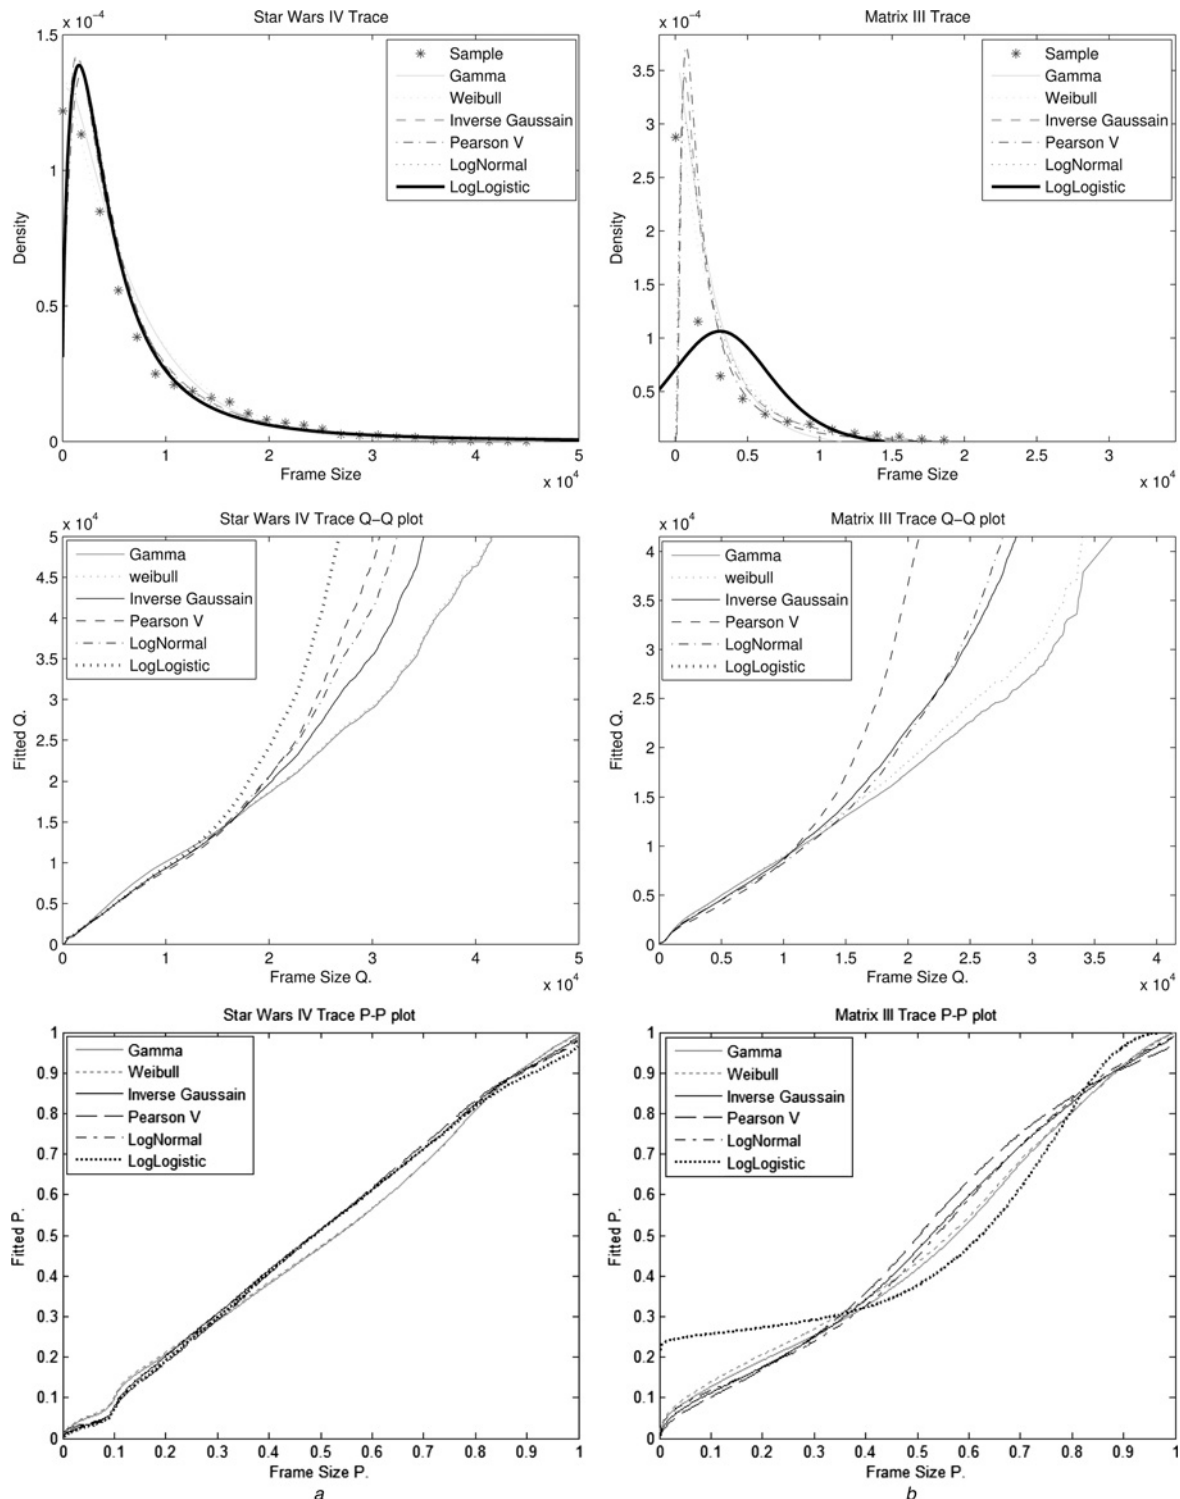 Star Wars IV Trace
x 10⁻⁴
1.5
1
0.5
0
Density
Sample
Gamma
Weibull
Inverse Gaussain
Pearson V
LogNormal
LogLogistic
0 1 2 3 4 5
Frame Size
x 10⁴
Matrix III Trace
x 10⁻⁴
3.5
3
2.5
2
1.5
1
0.5
Density
Sample
Gamma
Weibull
Inverse Gaussain
Pearson V
LogNormal
LogLogistic
0 0.5 1 1.5 2 2.5 3
Frame Size
x 10⁴
Star Wars IV Trace Q−Q plot
x 10⁴
5
4.5
4
3.5
3
2.5
2
1.5
1
0.5
0
Fitted Q.
Gamma
weibull
Inverse Gaussain
Pearson V
LogNormal
LogLogistic
0 1 2 3 4 5
Frame Size Q.
x 10⁴
Matrix III Trace Q−Q plot
x 10⁴
4
3.5
3
2.5
2
1.5
1
0.5
0
Fitted Q.
Gamma
weibull
Inverse Gaussain
Pearson V
LogNormal
LogLogistic
0 0.5 1 1.5 2 2.5 3 3.5 4
Frame Size Q.
x 10⁴
Star Wars IV Trace P-P plot
1
0.9
0.8
0.7
0.6
0.5
0.4
0.3
0.2
0.1
0
Fitted P.
Gamma
Weibull
Inverse Gaussain
Pearson V
LogNormal
LogLogistic
0 0.1 0.2 0.3 0.4 0.5 0.6 0.7 0.8 0.9 1
Frame Size P.
a
Matrix III Trace P-P plot
1
0.9
0.8
0.7
0.6
0.5
0.4
0.3
0.2
0.1
0
Fitted P.
Gamma
Weibull
Inverse Gaussain
Pearson V
LogNormal
LogLogistic
0.1 0.2 0.3 0.4 0.5 0.6 0.7 0.8 0.9 1
Frame Size P.
b